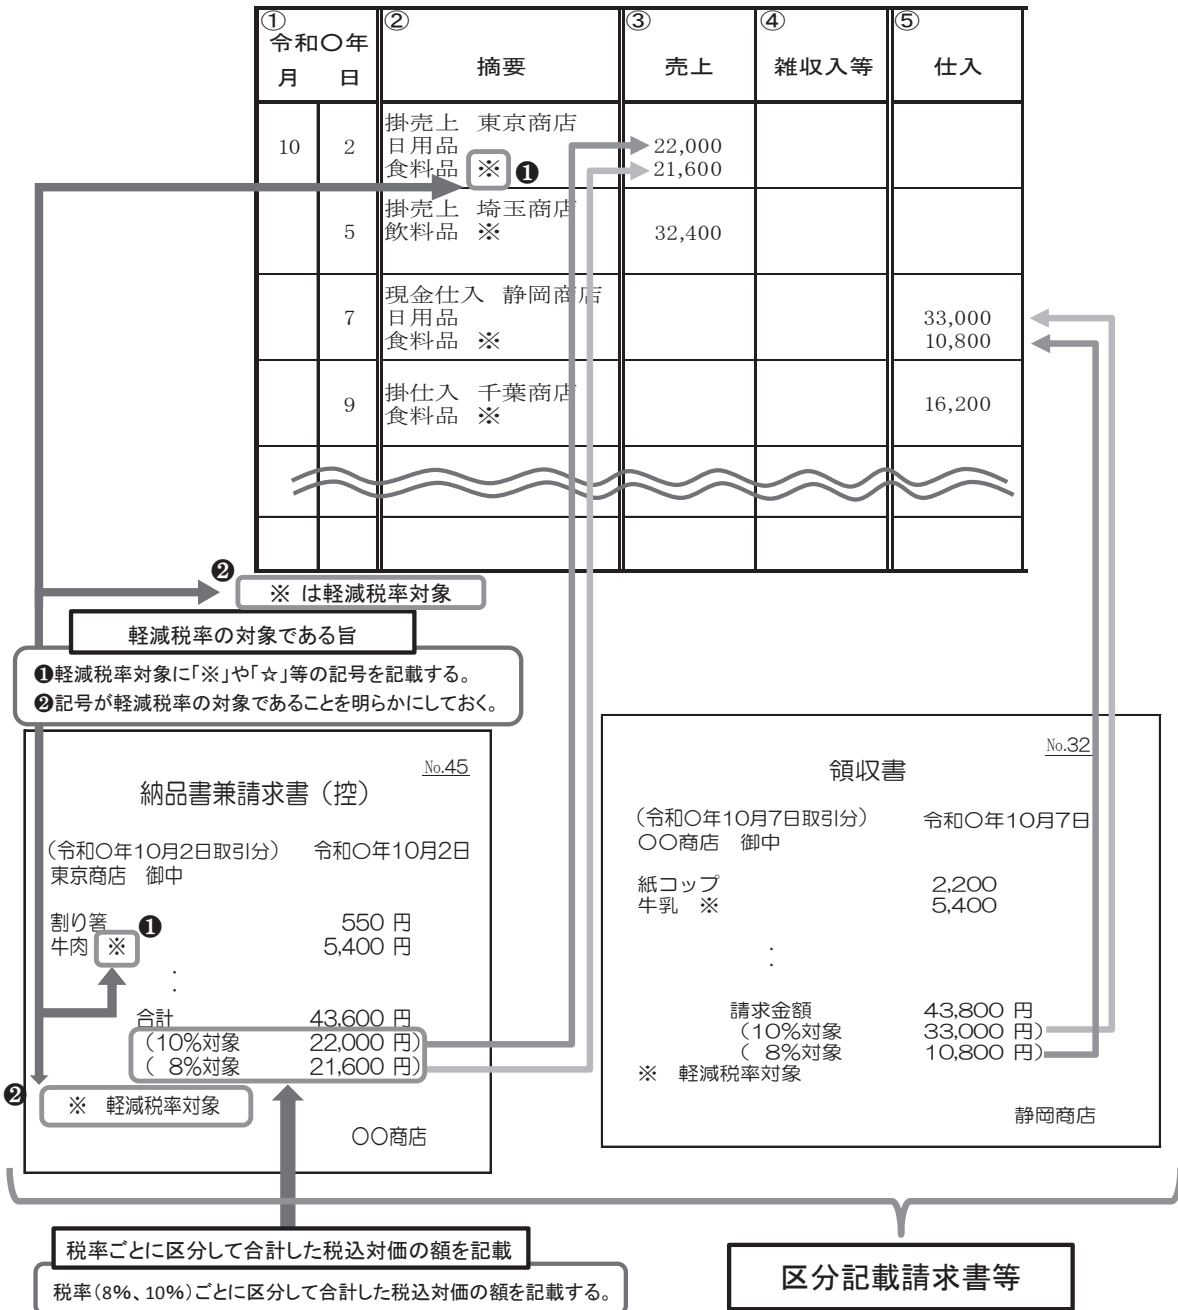 ① ② ③ ④ ⑤
令和〇年
月 日 摘要 売上 雑収入等 仕入
掛売上 東京商店
10 2 日用品 22,000
食料品 ※ ❶ 21,600
掛売上 埼玉商店
5 飲料品 ※ 32,400
現金仕入 静岡商店
7 日用品 33,000
食料品 ※ 10,800
掛仕入 千葉商店
9 食料品 ※ 16,200
❷
※ は軽減税率対象
軽減税率の対象である旨
❶軽減税率対象に「※」や「☆」等の記号を記載する。
❷記号が軽減税率の対象であることを明らかにしておく。
No.45
納品書兼請求書（控）
（令和〇年10月2日取引分） 令和〇年10月2日
東京商店 御中
割り箸 550 円
牛肉 ※ ❶ 5,400 円
：
合計 43,600 円
（10%対象 22,000 円）
（ 8%対象 21,600 円）
❷ ※ 軽減税率対象
〇〇商店
No.32
領収書
（令和〇年10月7日取引分） 令和〇年10月7日
〇〇商店 御中
紙コップ 2,200
牛乳 ※ 5,400
：
請求金額 43,800 円
（10%対象 33,000 円）
（ 8%対象 10,800 円）
※ 軽減税率対象
静岡商店
税率ごとに区分して合計した税込対価の額を記載
税率（8%、10%）ごとに区分して合計した税込対価の額を記載する。
区分記載請求書等